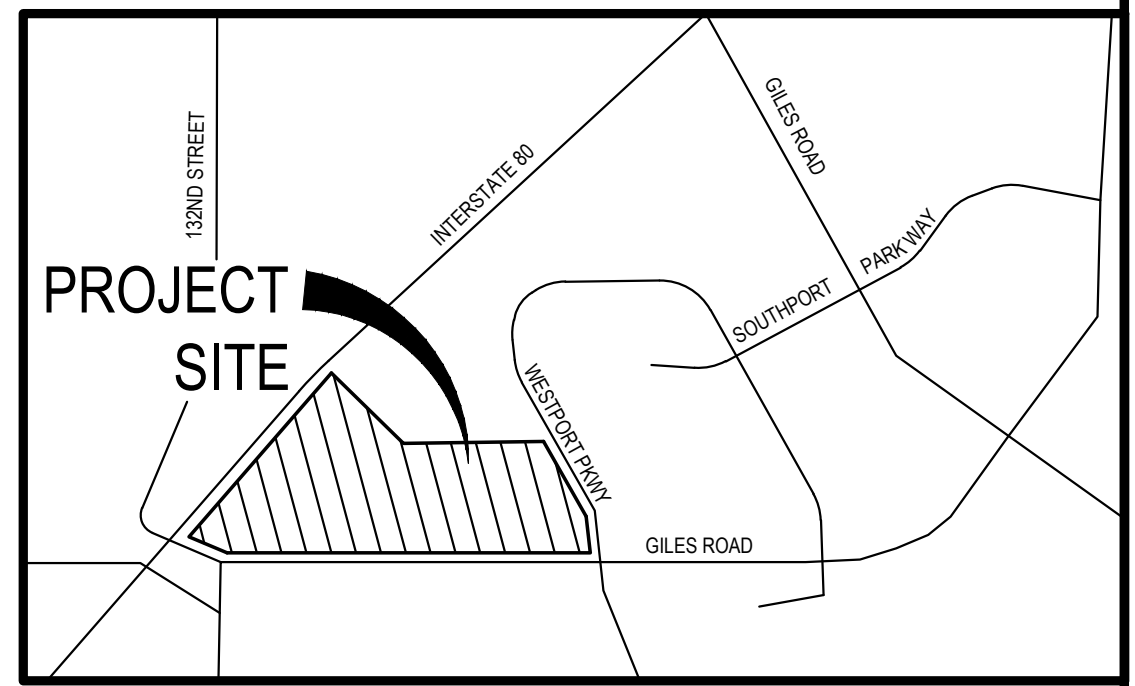 132ND STREET
INTERSTATE 80
GILES ROAD
PROJECT
SITE
SOUTHPORT PARKWAY
WESTPORT PKWY
GILES ROAD